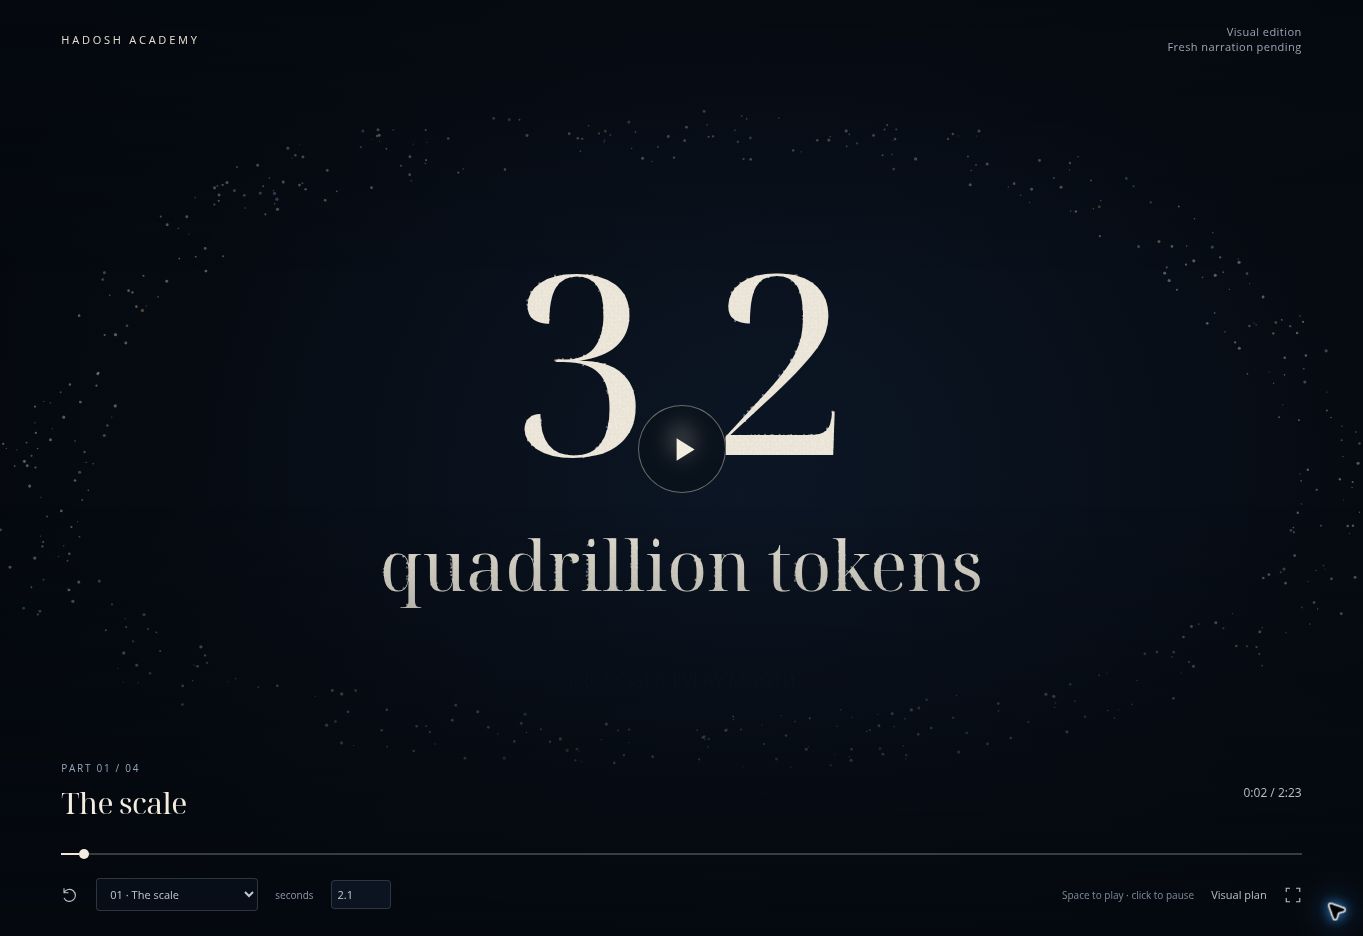 HADOSH ACADEMY
Visual edition
Fresh narration pending
3 2
quadrillion tokens
PART 01 / 04
The scale
0:02 / 2:23
01 · The scale
seconds
2.1
Space to play · click to pause
Visual plan